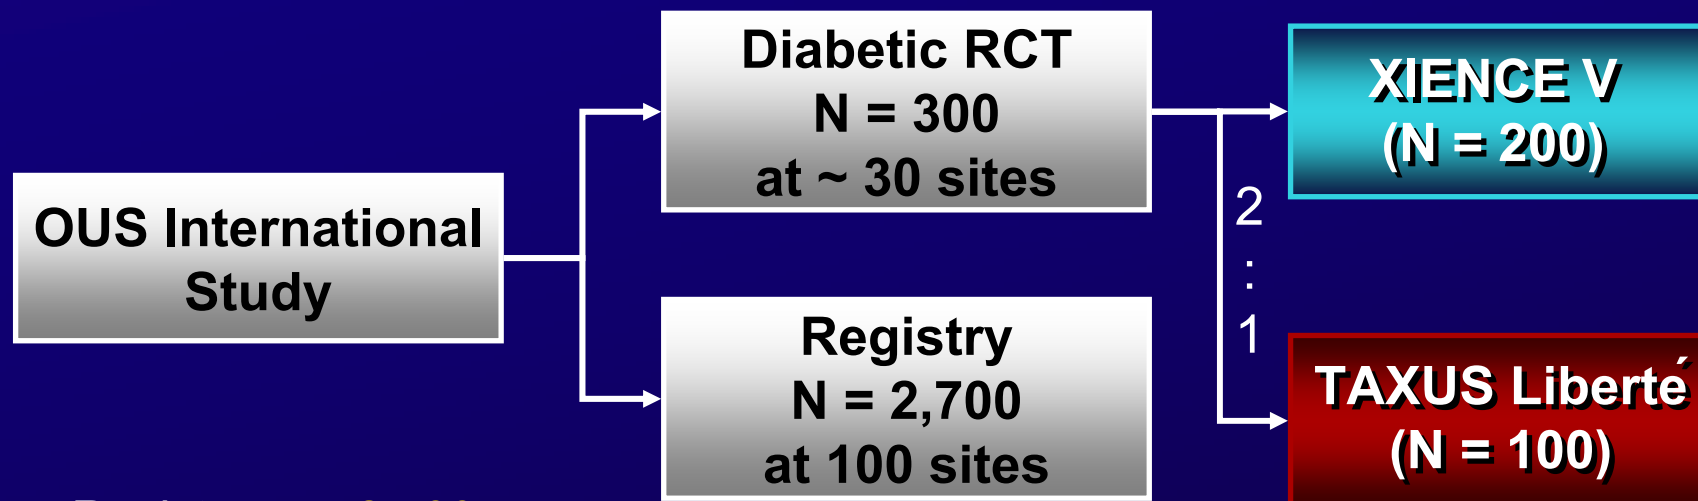 OUS International
Study
Diabetic RCT
N = 300
at ~ 30 sites
Registry
N = 2,700
at 100 sites
2
:
1
XIENCE V
(N = 200)
TAXUS Liberté
(N = 100)